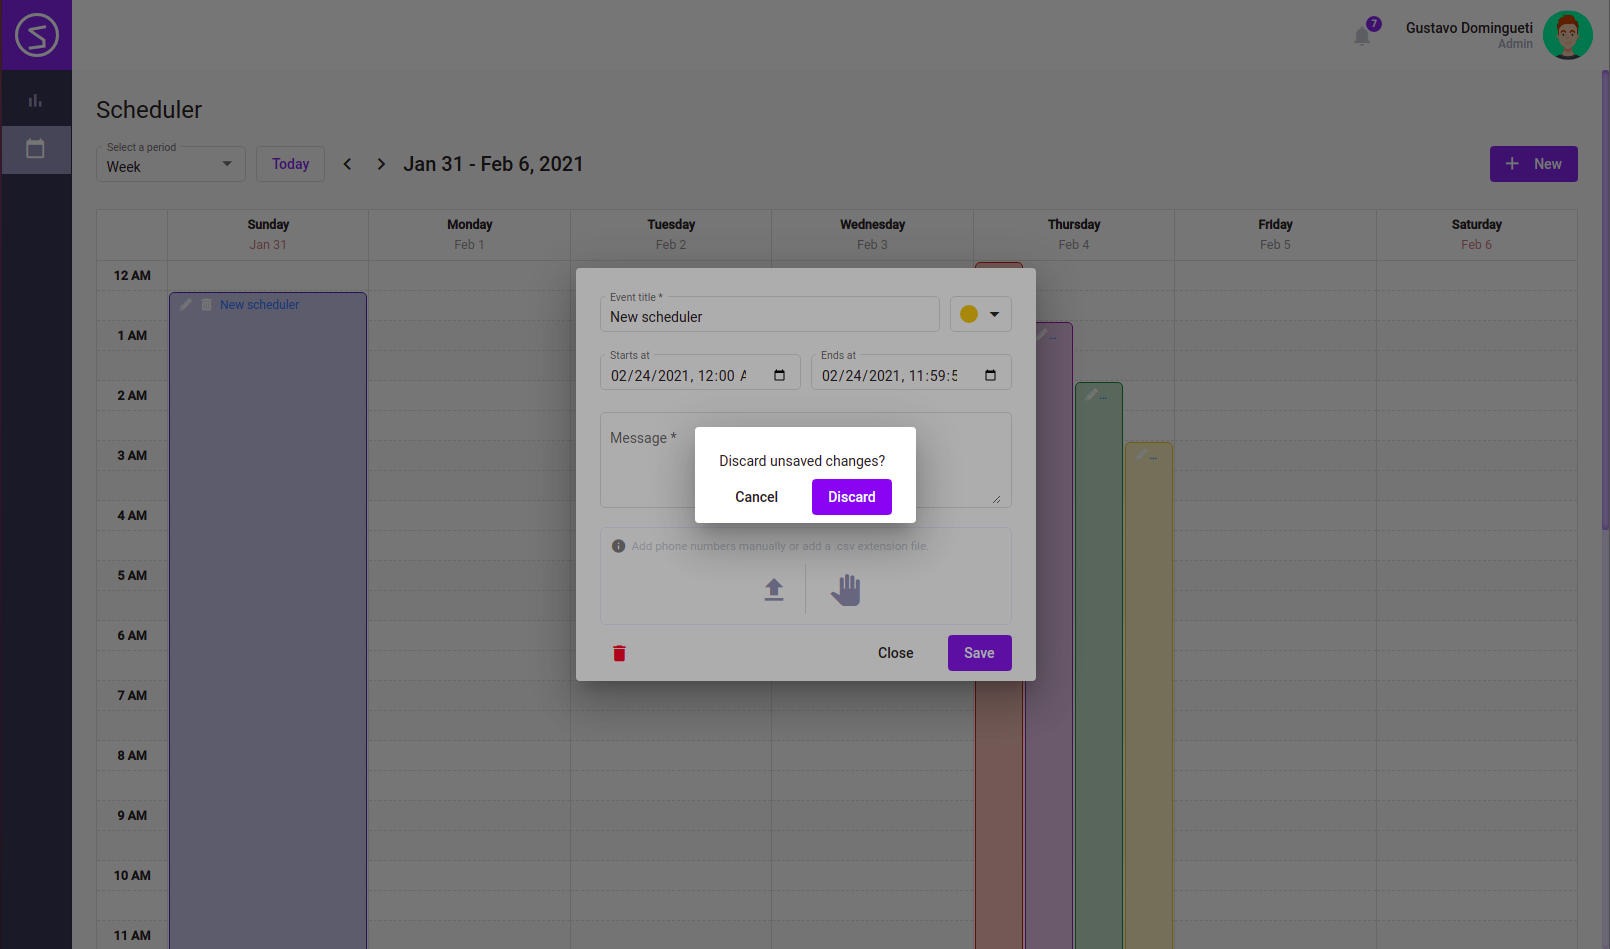 7
Gustavo Domingueti
Admin
Scheduler
Select a period
Week
Today
Jan 31 - Feb 6, 2021
New
Sunday
Monday
Tuesday
Wednesday
Thursday
Friday
Saturday
Jan 31
Feb 1
Feb 2
Feb 3
Feb 4
Feb 5
Feb 6
12 AM
New scheduler
1 AM
...
2 AM
...
3 AM
...
4 AM
5 AM
6 AM
7 AM
8 AM
9 AM
10 AM
11 AM
Event title *
New scheduler
Starts at
Ends at
02/24/2021, 12:00
02/24/2021, 11:59:5
Message *
Discard unsaved changes?
Cancel
Discard
Add phone numbers manually or add a .csv extension file.
Close
Save